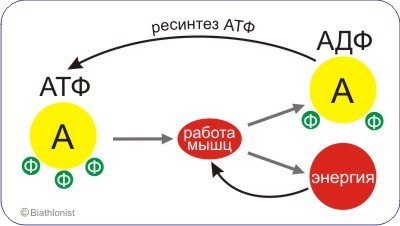 ресинтез АТФ
АДФ
АТФ
А
Ф
Ф
Ф
работа
мышц
А
Ф
Ф
энергия
© Biathlonist